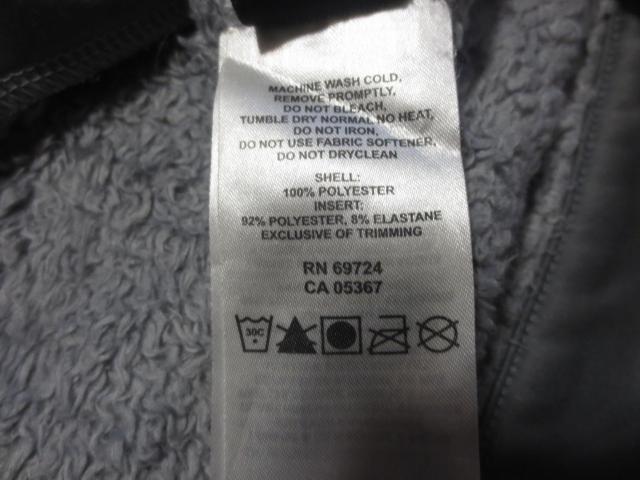 MACHINE WASH COLD,
REMOVE PROMPTLY,
DO NOT BLEACH,
TUMBLE DRY NORMAL NO HEAT,
DO NOT IRON,
DO NOT USE FABRIC SOFTENER,
DO NOT DRYCLEAN
SHELL:
100% POLYESTER
INSERT:
92% POLYESTER, 8% ELASTANE
EXCLUSIVE OF TRIMMING
RN 69724
CA 05367
30C